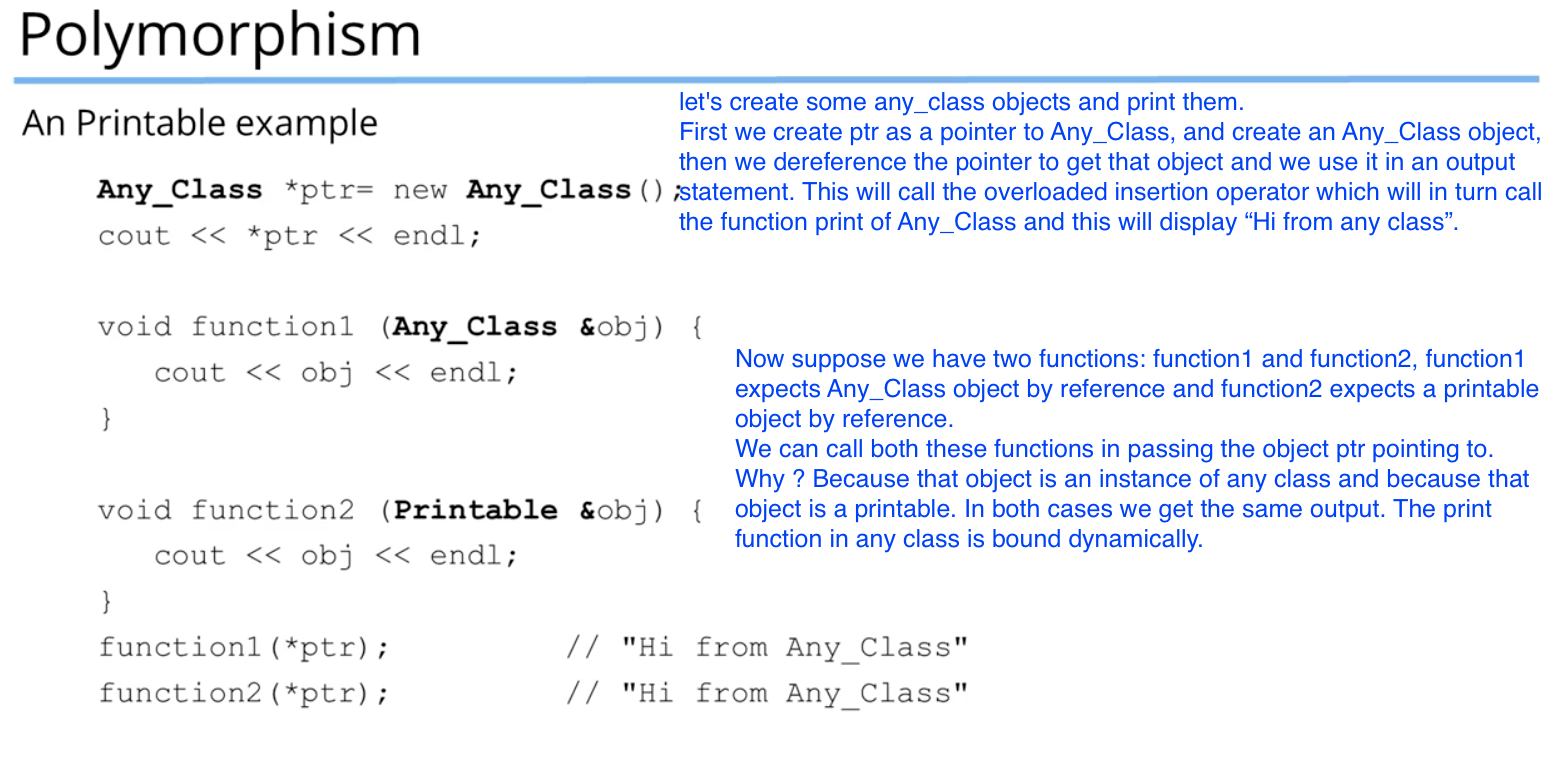 Polymorphism
An Printable example
let's create some any_class objects and print them.
First we create ptr as a pointer to Any_Class, and create an Any_Class object,
then we dereference the pointer to get that object and we use it in an output
statement. This will call the overloaded insertion operator which will in turn call
the function print of Any_Class and this will display “Hi from any class”.
Any_Class *ptr= new Any_Class();
cout << *ptr << endl;
void function1 (Any_Class &obj) {
cout << obj << endl;
}
Now suppose we have two functions: function1 and function2, function1
expects Any_Class object by reference and function2 expects a printable
object by reference.
We can call both these functions in passing the object ptr pointing to.
Why ? Because that object is an instance of any class and because that
object is a printable. In both cases we get the same output. The print
function in any class is bound dynamically.
void function2 (Printable &obj) {
cout << obj << endl;
}
function1(*ptr); // "Hi from Any_Class"
function2(*ptr); // "Hi from Any_Class"